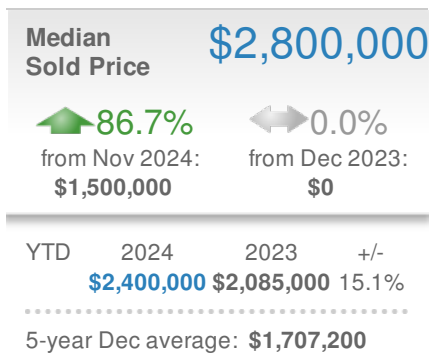 Median
Sold Price
$2,800,000
86.7%
from Nov 2024:
$1,500,000
0.0%
from Dec 2023:
$0
YTD 2024 2023 +/-
$2,400,000 $2,085,000 15.1%
5-year Dec average: $1,707,200